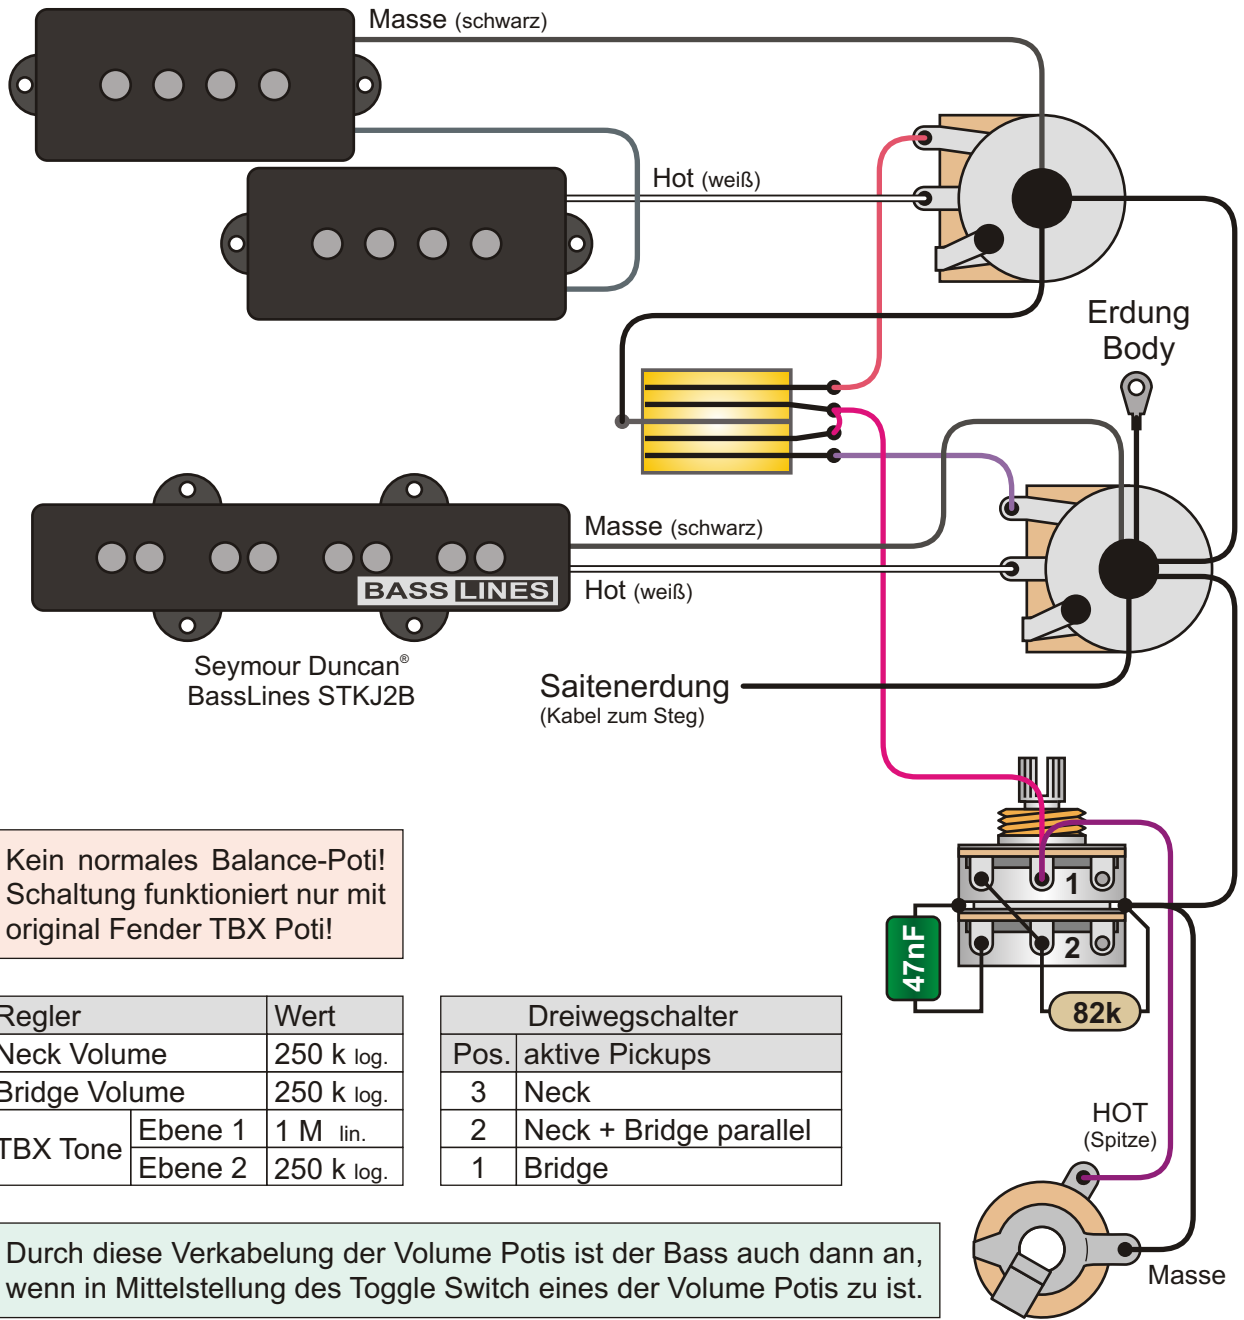 Masse (schwarz)
Hot (weiß)
Erdung
Body
Masse (schwarz)
BASS LINES
Hot (weiß)
Seymour Duncan®
BassLines STKJ2B
Saitenerdung
(Kabel zum Steg)
Kein normales Balance-Poti!
Schaltung funktioniert nur mit
original Fender TBX Poti!
1
2
47nF
82k
Regler Wert
Neck Volume 250 k log.
Bridge Volume 250 k log.
TBX Tone Ebene 1 1 M lin.
Ebene 2 250 k log.
Dreiwegschalter
Pos. aktive Pickups
3 Neck
2 Neck + Bridge parallel
1 Bridge
HOT
(Spitze)
Masse
Durch diese Verkabelung der Volume Potis ist der Bass auch dann an,
wenn in Mittelstellung des Toggle Switch eines der Volume Potis zu ist.